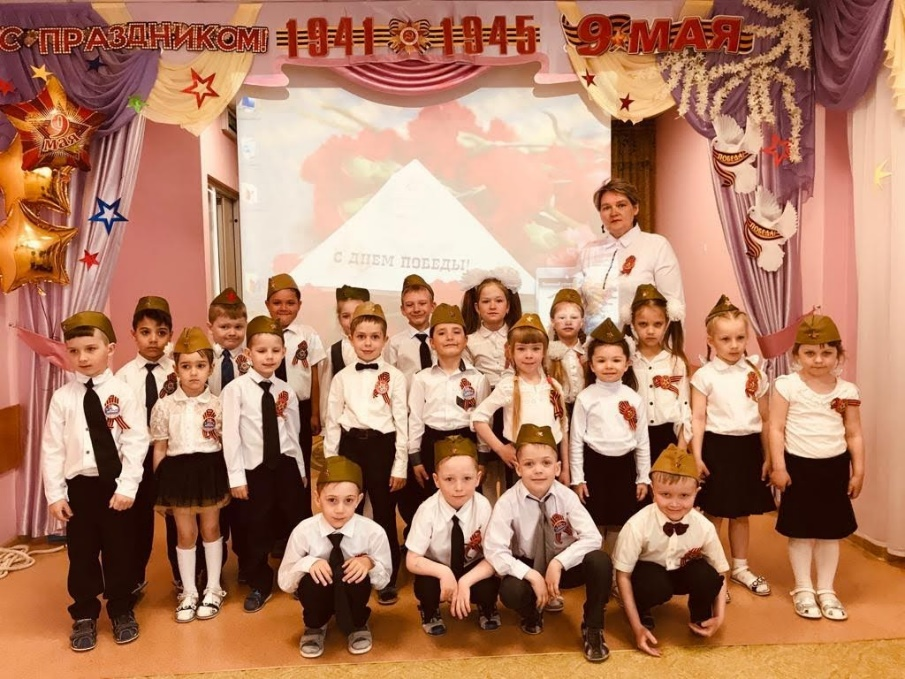 С ПРАЗДНИКОМ!
1941 1945
9 МАЯ
9
Мая
ПОБЕДА
ПОБЕДА
С ДНЕМ ПОБЕДЫ!